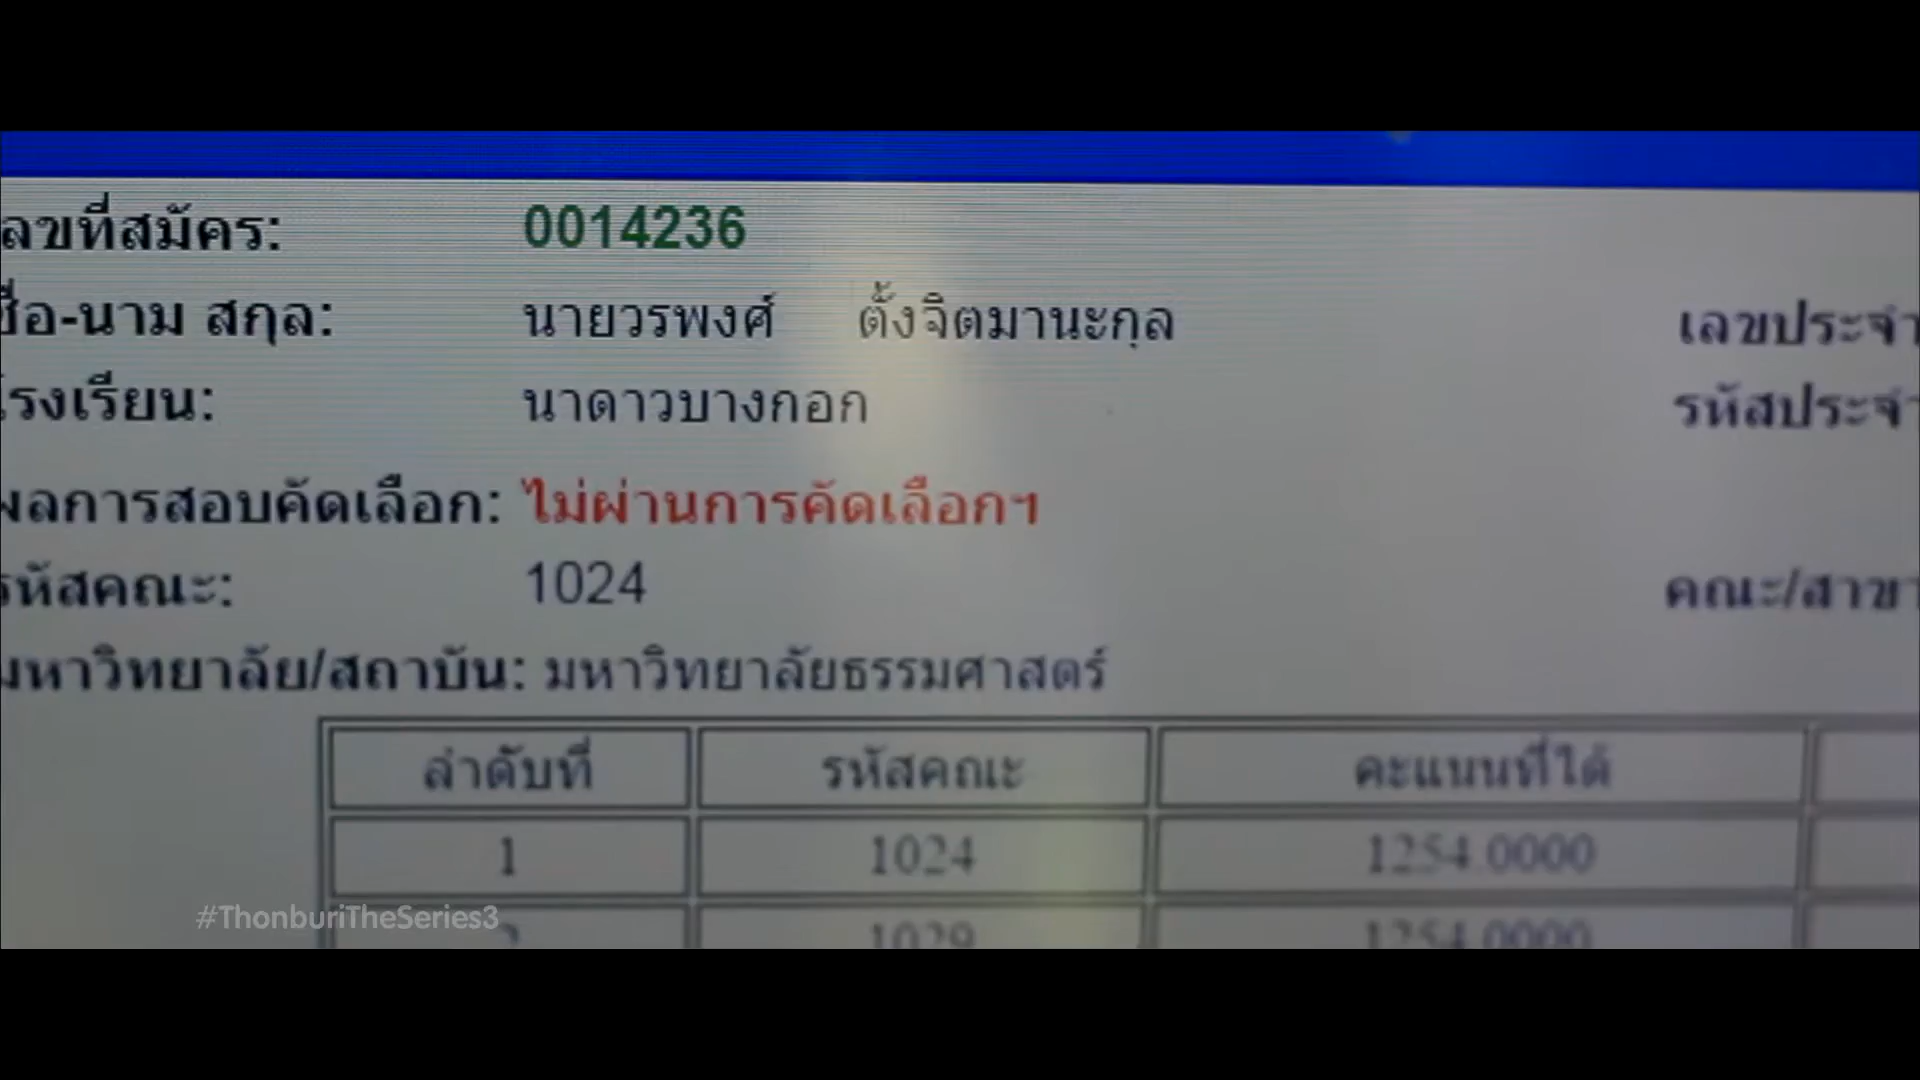 ลขที่สมัคร: 0014236
ชื่อ-นาม สกุล: นายวรพงศ์ ตั้งจิตมานะกุล เลขประจำ
โรงเรียน: นาดาวบางกอก รหัสประจำ
ผลการสอบคัดเลือก: ไม่ผ่านการคัดเลือกฯ
รหัสคณะ: 1024 คณะ/สาขา
มหาวิทยาลัย/สถาบัน: มหาวิทยาลัยธรรมศาสตร์
ลำดับที่ รหัสคณะ คะแนนที่ได้
1 1024 1254.0000
2 1029 1254.0000
#ThonburiTheSeries3